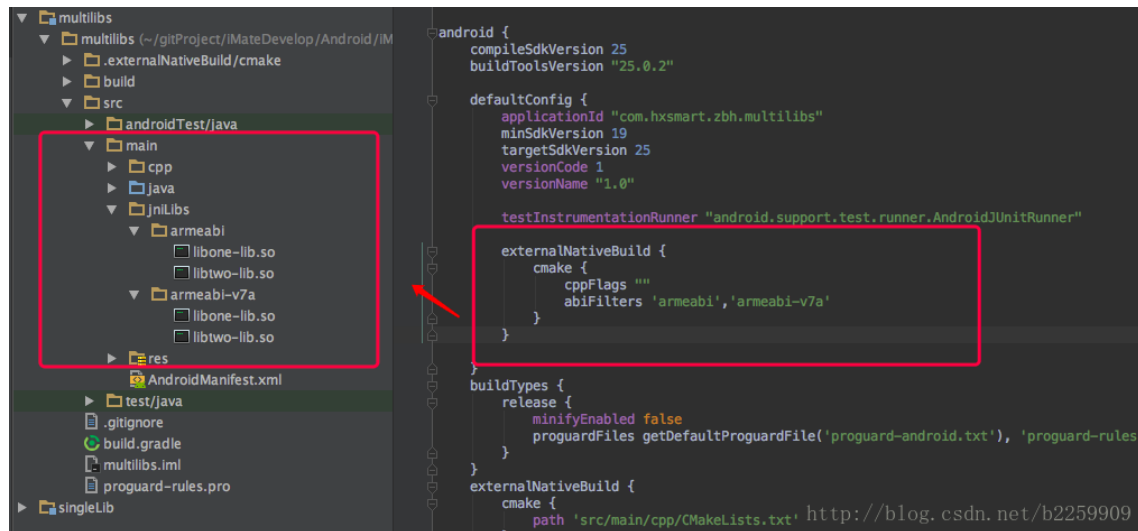 multilibs
multilibs (~/gitProject/iMateDevelop/Android/iM
.externalNativeBuild/cmake
build
src
androidTest/java
main
cpp
java
jniLibs
armeabi
libone-lib.so
libtwo-lib.so
armeabi-v7a
libone-lib.so
libtwo-lib.so
res
AndroidManifest.xml
test/java
.gitignore
build.gradle
multilibs.iml
proguard-rules.pro
singleLib
android {
compileSdkVersion 25
buildToolsVersion "25.0.2"
defaultConfig {
applicationId "com.hxsmart.zbh.multilibs"
minSdkVersion 19
targetSdkVersion 25
versionCode 1
versionName "1.0"
testInstrumentationRunner "android.support.test.runner.AndroidJUnitRunner"
externalNativeBuild {
cmake {
cppFlags ""
abiFilters 'armeabi','armeabi-v7a'
}
}
}
buildTypes {
release {
minifyEnabled false
proguardFiles getDefaultProguardFile('proguard-android.txt'), 'proguard-rules
}
}
externalNativeBuild {
cmake {
path 'src/main/cpp/CMakeLists.txt'
http://blog.csdn.net/b2259909